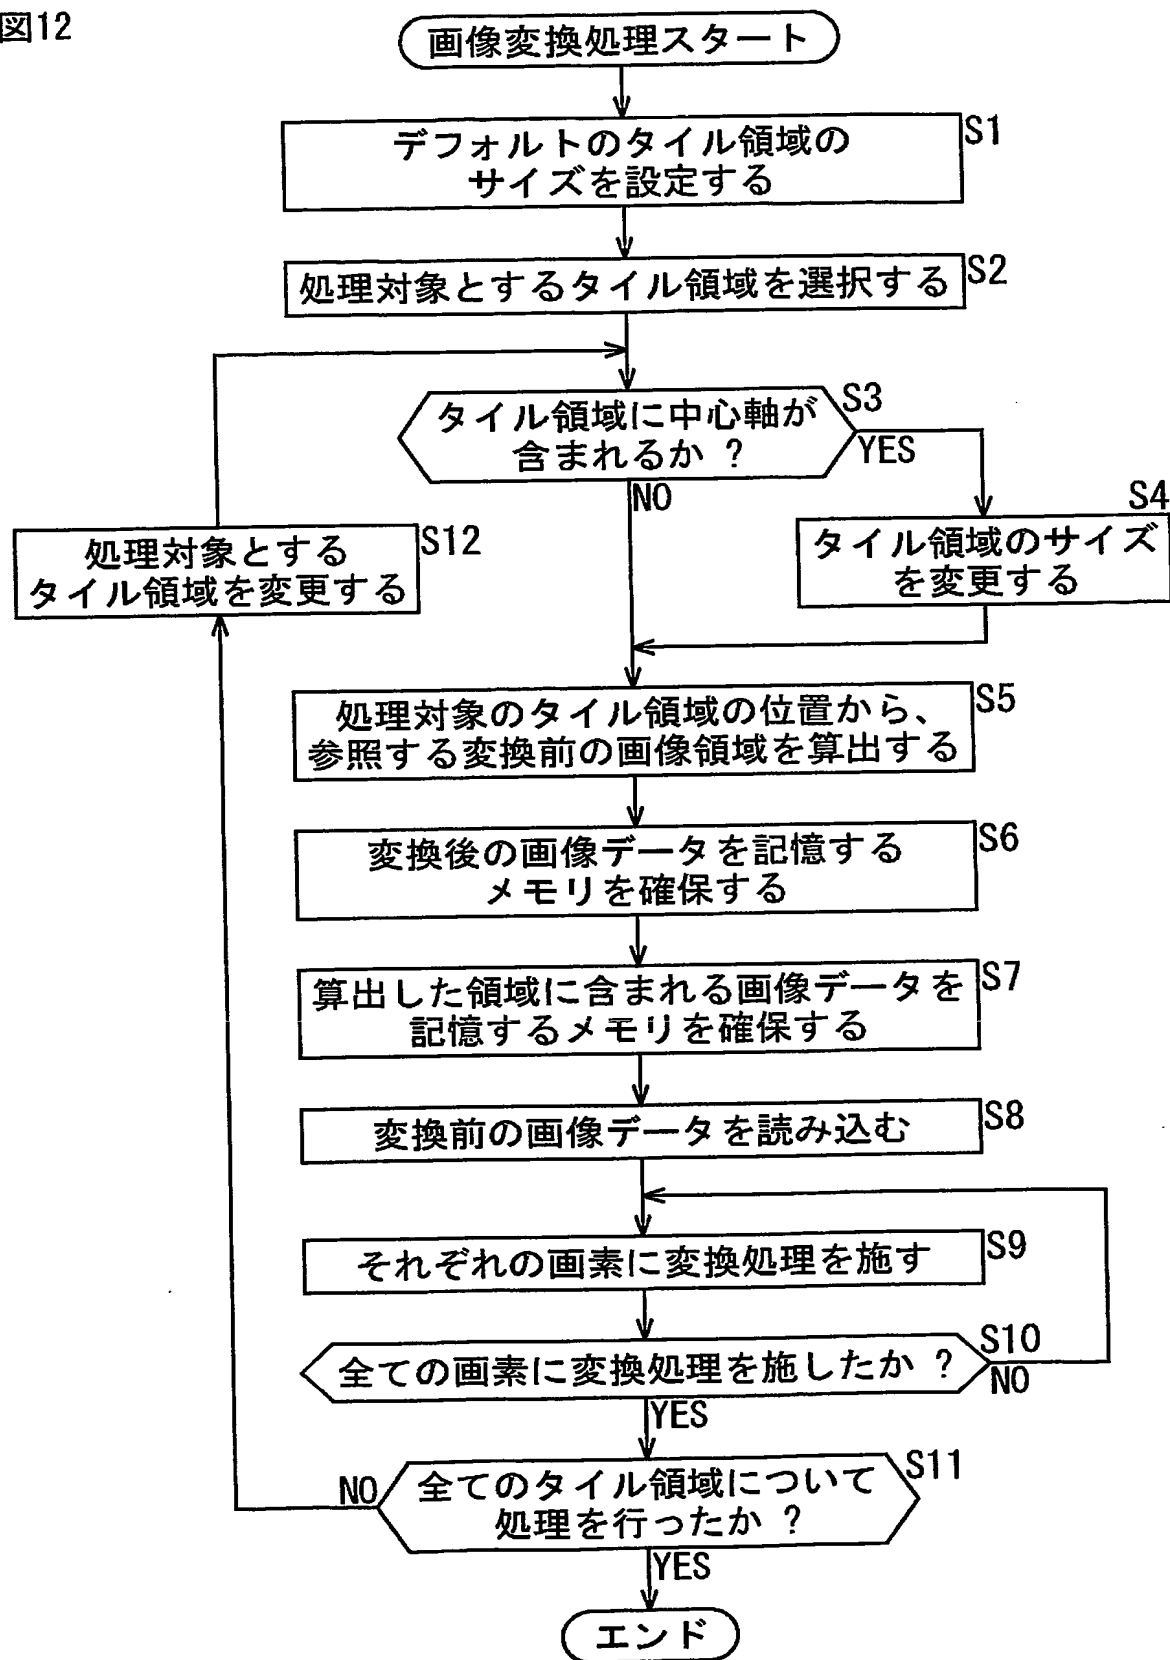 図12
画像変換処理スタート
デフォルトのタイル領域の
サイズを設定する
S1
処理対象とするタイル領域を選択する
S2
タイル領域に中心軸が
含まれるか ?
S3
YES
NO
タイル領域のサイズ
を変更する
S4
処理対象とする
タイル領域を変更する
S12
処理対象のタイル領域の位置から、
参照する変換前の画像領域を算出する
S5
変換後の画像データを記憶する
メモリを確保する
S6
算出した領域に含まれる画像データを
記憶するメモリを確保する
S7
変換前の画像データを読み込む
S8
それぞれの画素に変換処理を施す
S9
全ての画素に変換処理を施したか ?
S10
NO
YES
全てのタイル領域について
処理を行ったか ?
S11
NO
YES
エンド